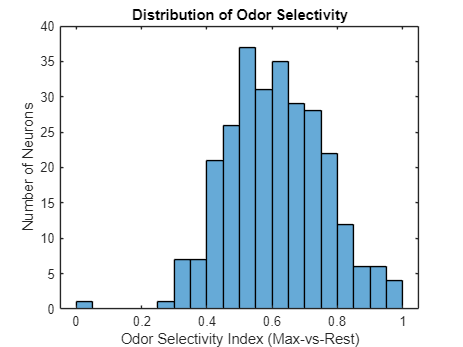 Distribution of Odor Selectivity
40
35
30
25
20
15
10
5
0
Number of Neurons
0 0.2 0.4 0.6 0.8 1
Odor Selectivity Index (Max-vs-Rest)